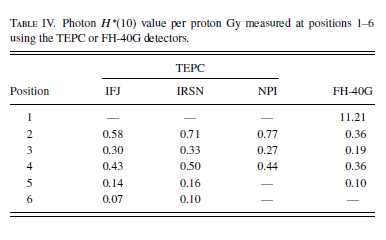 TABLE IV. Photon H*(10) value per proton Gy measured at positions 1–6
using the TEPC or FH-40G detectors.
TEPC
Position IFJ IRSN NPI FH-40G
1 — — — 11.21
2 0.58 0.71 0.77 0.36
3 0.30 0.33 0.27 0.19
4 0.43 0.50 0.44 0.36
5 0.14 0.16 — 0.10
6 0.07 0.10 — —